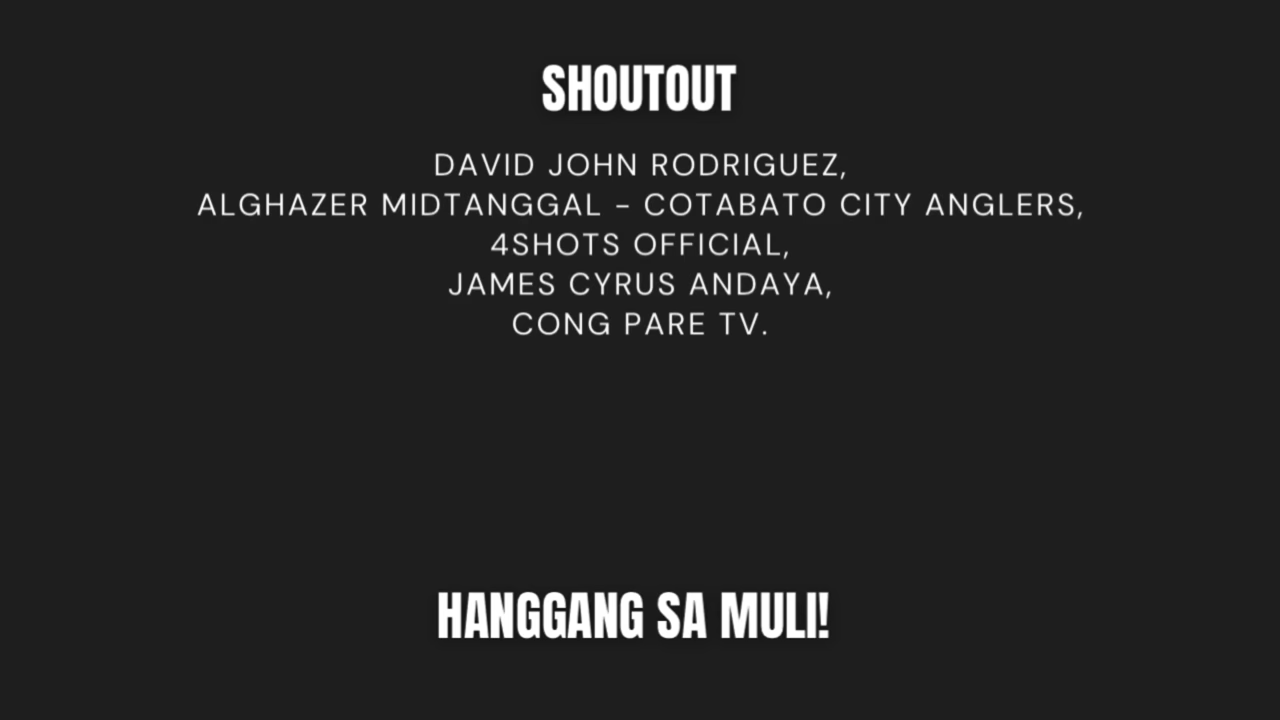 SHOUTOUT
DAVID JOHN RODRIGUEZ,
ALGHAZER MIDTANGGAL - COTABATO CITY ANGLERS,
4SHOTS OFFICIAL,
JAMES CYRUS ANDAYA,
CONG PARE TV.
HANGGANG SA MULI!